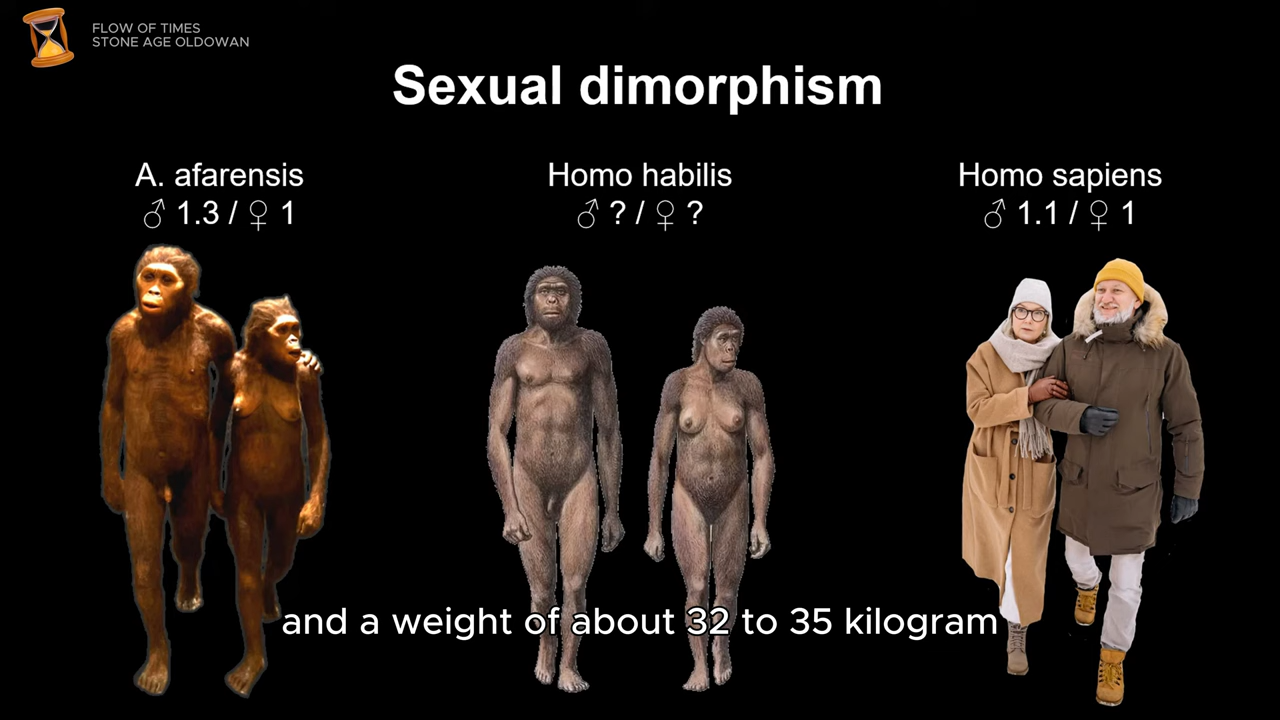 FLOW OF TIMES
STONE AGE OLDOWAN
Sexual dimorphism
A. afarensis
♂ 1.3 / ♀ 1
Homo habilis
♂ ? / ♀ ?
Homo sapiens
♂ 1.1 / ♀ 1
and a weight of about 32 to 35 kilogram